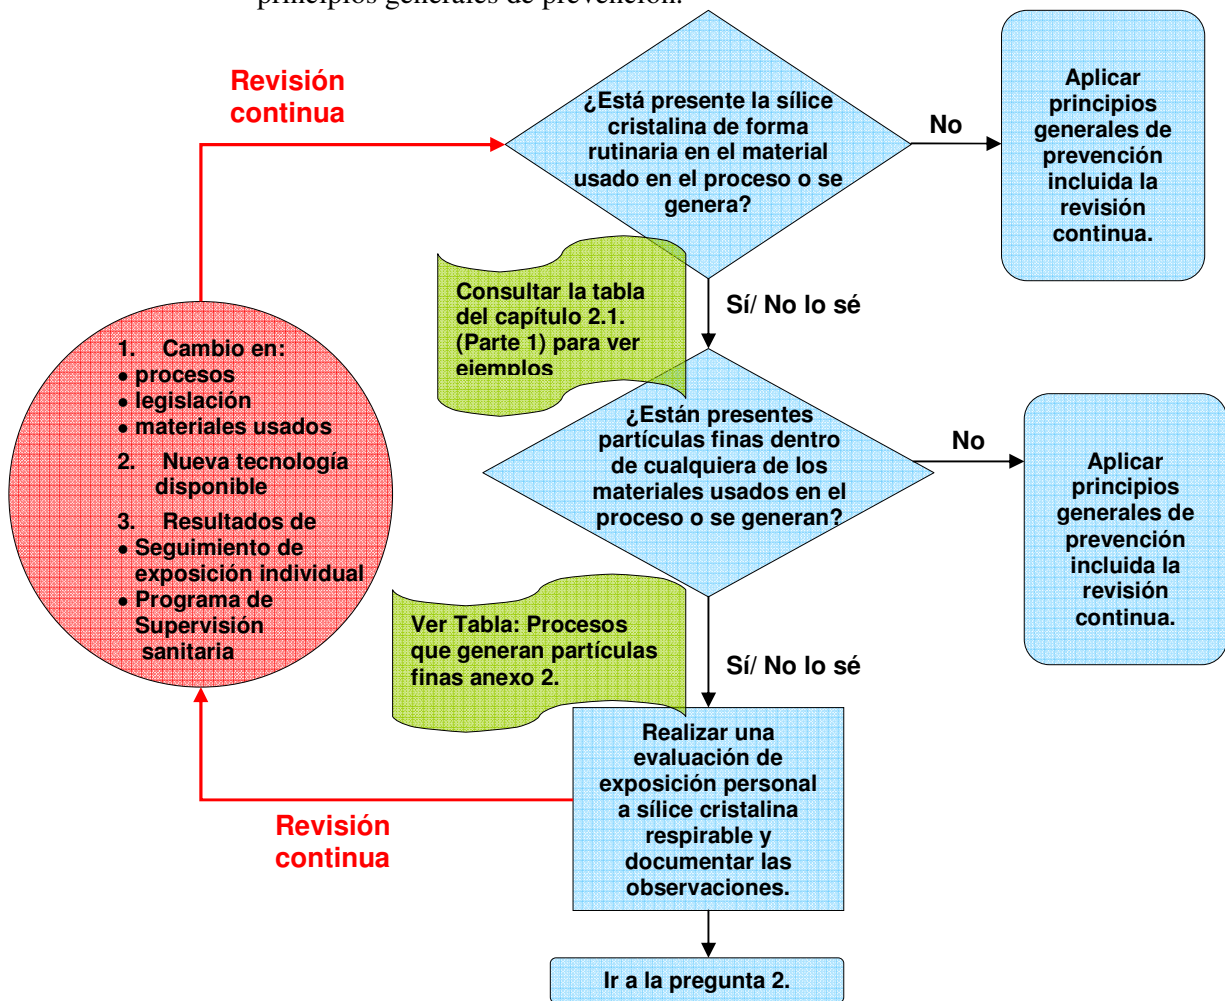 principios generales de prevención.
Revisión
continua
¿Está presente la sílice
cristalina de forma
rutinaria en el material
usado en el proceso o se
genera?
No
Aplicar
principios
generales de
prevención
incluida la
revisión
continua.
Consultar la tabla
del capítulo 2.1.
(Parte 1) para ver
ejemplos
Sí/ No lo sé
1. Cambio en:
• procesos
• legislación
• materiales usados
2. Nueva tecnología
disponible
3. Resultados de
• Seguimiento de
exposición individual
• Programa de
Supervisión
sanitaria
¿Están presentes
partículas finas dentro
de cualquiera de los
materiales usados en el
proceso o se generan?
No
Aplicar
principios
generales de
prevención
incluida la
revisión
continua.
Ver Tabla: Procesos
que generan partículas
finas anexo 2.
Sí/ No lo sé
Realizar una
evaluación de
exposición personal
a sílice cristalina
respirable y
documentar las
observaciones.
Revisión
continua
Ir a la pregunta 2.